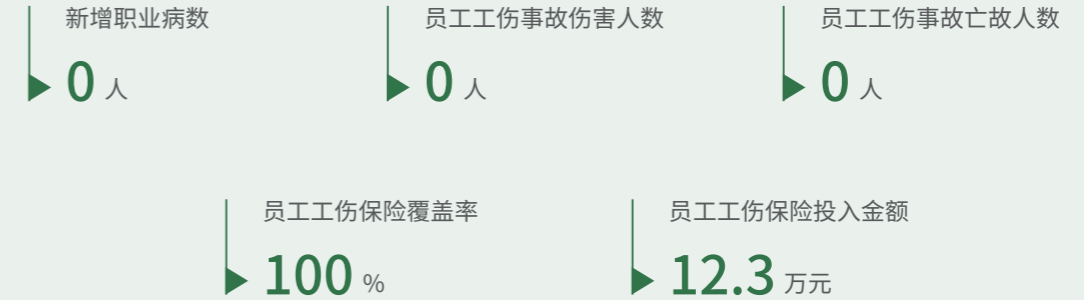 新增职业病数
员工工伤事故伤害人数
员工工伤事故亡故人数
0 人
0 人
0 人
员工工伤保险覆盖率
员工工伤保险投入金额
100 %
12.3 万元